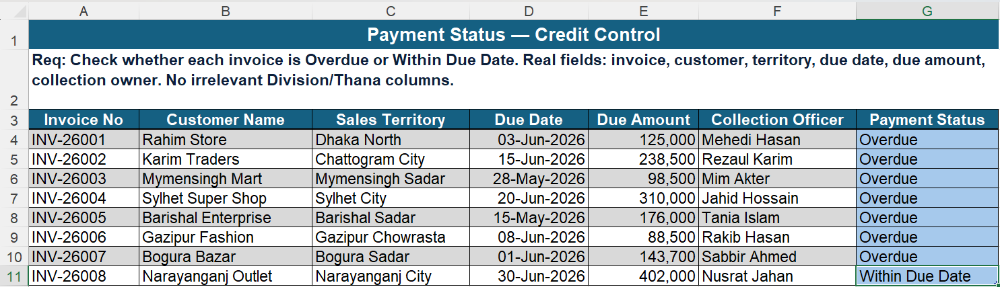 A B C D E F G
1 Payment Status — Credit Control
Req: Check whether each invoice is Overdue or Within Due Date. Real fields: invoice, customer, territory, due date, due amount,
collection owner. No irrelevant Division/Thana columns.
2
3 Invoice No Customer Name Sales Territory Due Date Due Amount Collection Officer Payment Status
4 INV-26001 Rahim Store Dhaka North 03-Jun-2026 125,000 Mehedi Hasan Overdue
5 INV-26002 Karim Traders Chattogram City 15-Jun-2026 238,500 Rezaul Karim Overdue
6 INV-26003 Mymensingh Mart Mymensingh Sadar 28-May-2026 98,500 Mim Akter Overdue
7 INV-26004 Sylhet Super Shop Sylhet City 20-Jun-2026 310,000 Jahid Hossain Overdue
8 INV-26005 Barishal Enterprise Barishal Sadar 15-May-2026 176,000 Tania Islam Overdue
9 INV-26006 Gazipur Fashion Gazipur Chowrasta 08-Jun-2026 88,500 Rakib Hasan Overdue
10 INV-26007 Bogura Bazar Bogura Sadar 01-Jun-2026 143,700 Sabbir Ahmed Overdue
11 INV-26008 Narayanganj Outlet Narayanganj City 30-Jun-2026 402,000 Nusrat Jahan Within Due Date